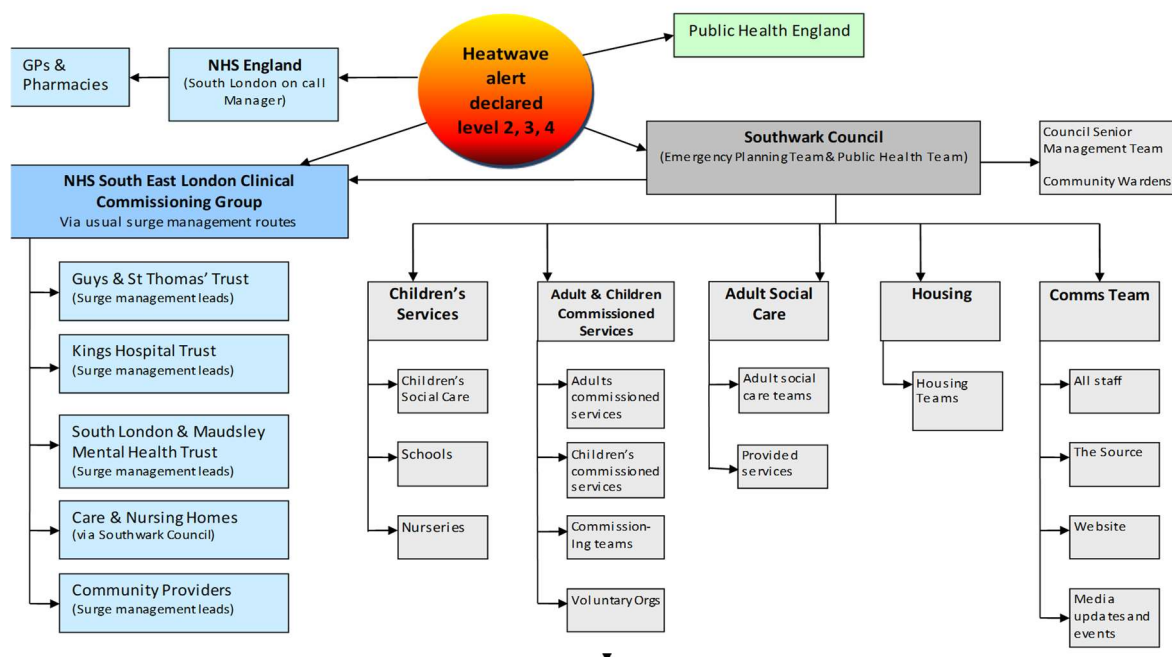 Heatwave
alert
declared
level 2, 3, 4
Public Health England
GPs &
Pharmacies
NHS England
(South London on call
Manager)
Southwark Council
(Emergency Planning Team & Public Health Team)
Council Senior
Management Team
Community Wardens
NHS South East London Clinical
Commissioning Group
Via usual surge management routes
Guys & St Thomas' Trust
(Surge management leads)
Kings Hospital Trust
(Surge management leads)
South London & Maudsley
Mental Health Trust
(Surge management leads)
Care & Nursing Homes
(via Southwark Council)
Community Providers
(Surge management leads)
Children's
Services
Children's
Social Care
Schools
Nurseries
Adult & Children
Commissioned
Services
Adults
commissioned
services
Children's
commissioned
services
Commission-
ing teams
Voluntary Orgs
Adult Social
Care
Adult social
care teams
Provided
services
Housing
Housing
Teams
Comms Team
All staff
The Source
Website
Media
updates and
events